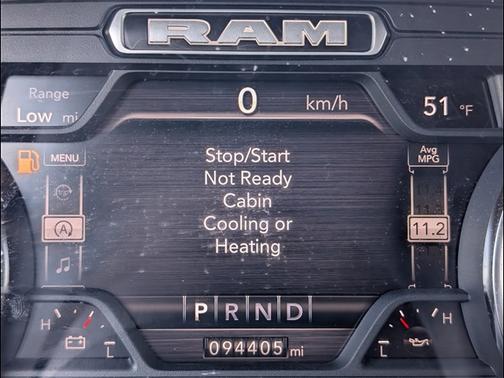 RAM
Range
Low mi
0 km/h
51 °F
MENU
Stop/Start
Not Ready
Cabin
Cooling or
Heating
Avg
MPG
11.2
A
P R N D
H
L
094405 mi
H
L